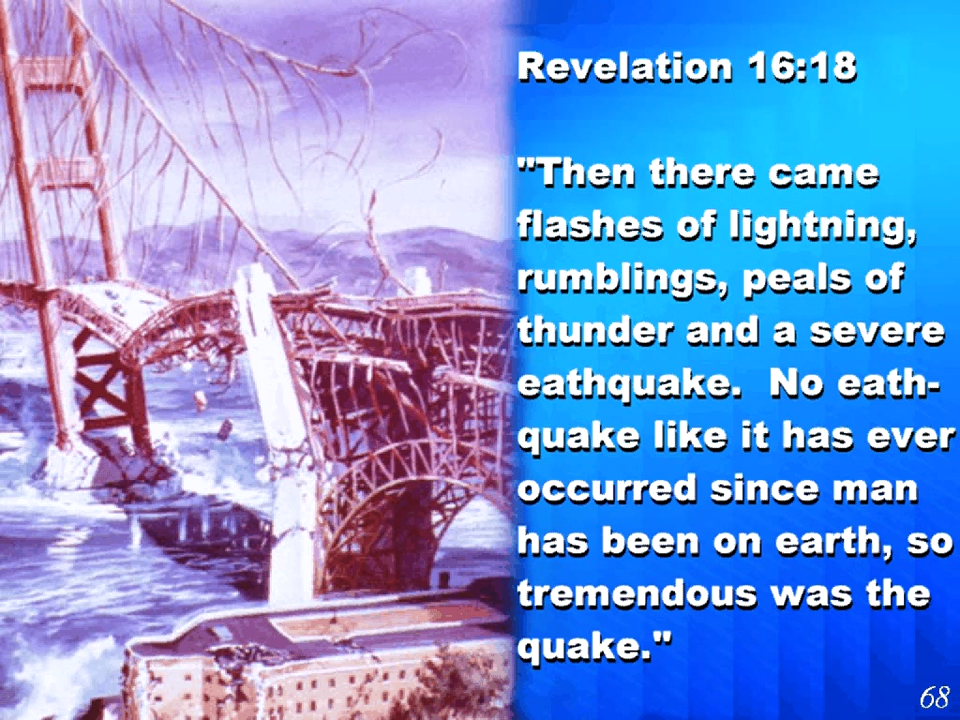 Revelation 16:18
"Then there came
flashes of lightning,
rumblings, peals of
thunder and a severe
eathquake.  No eath-
quake like it has ever
occurred since man
has been on earth, so
tremendous was the
quake."
68